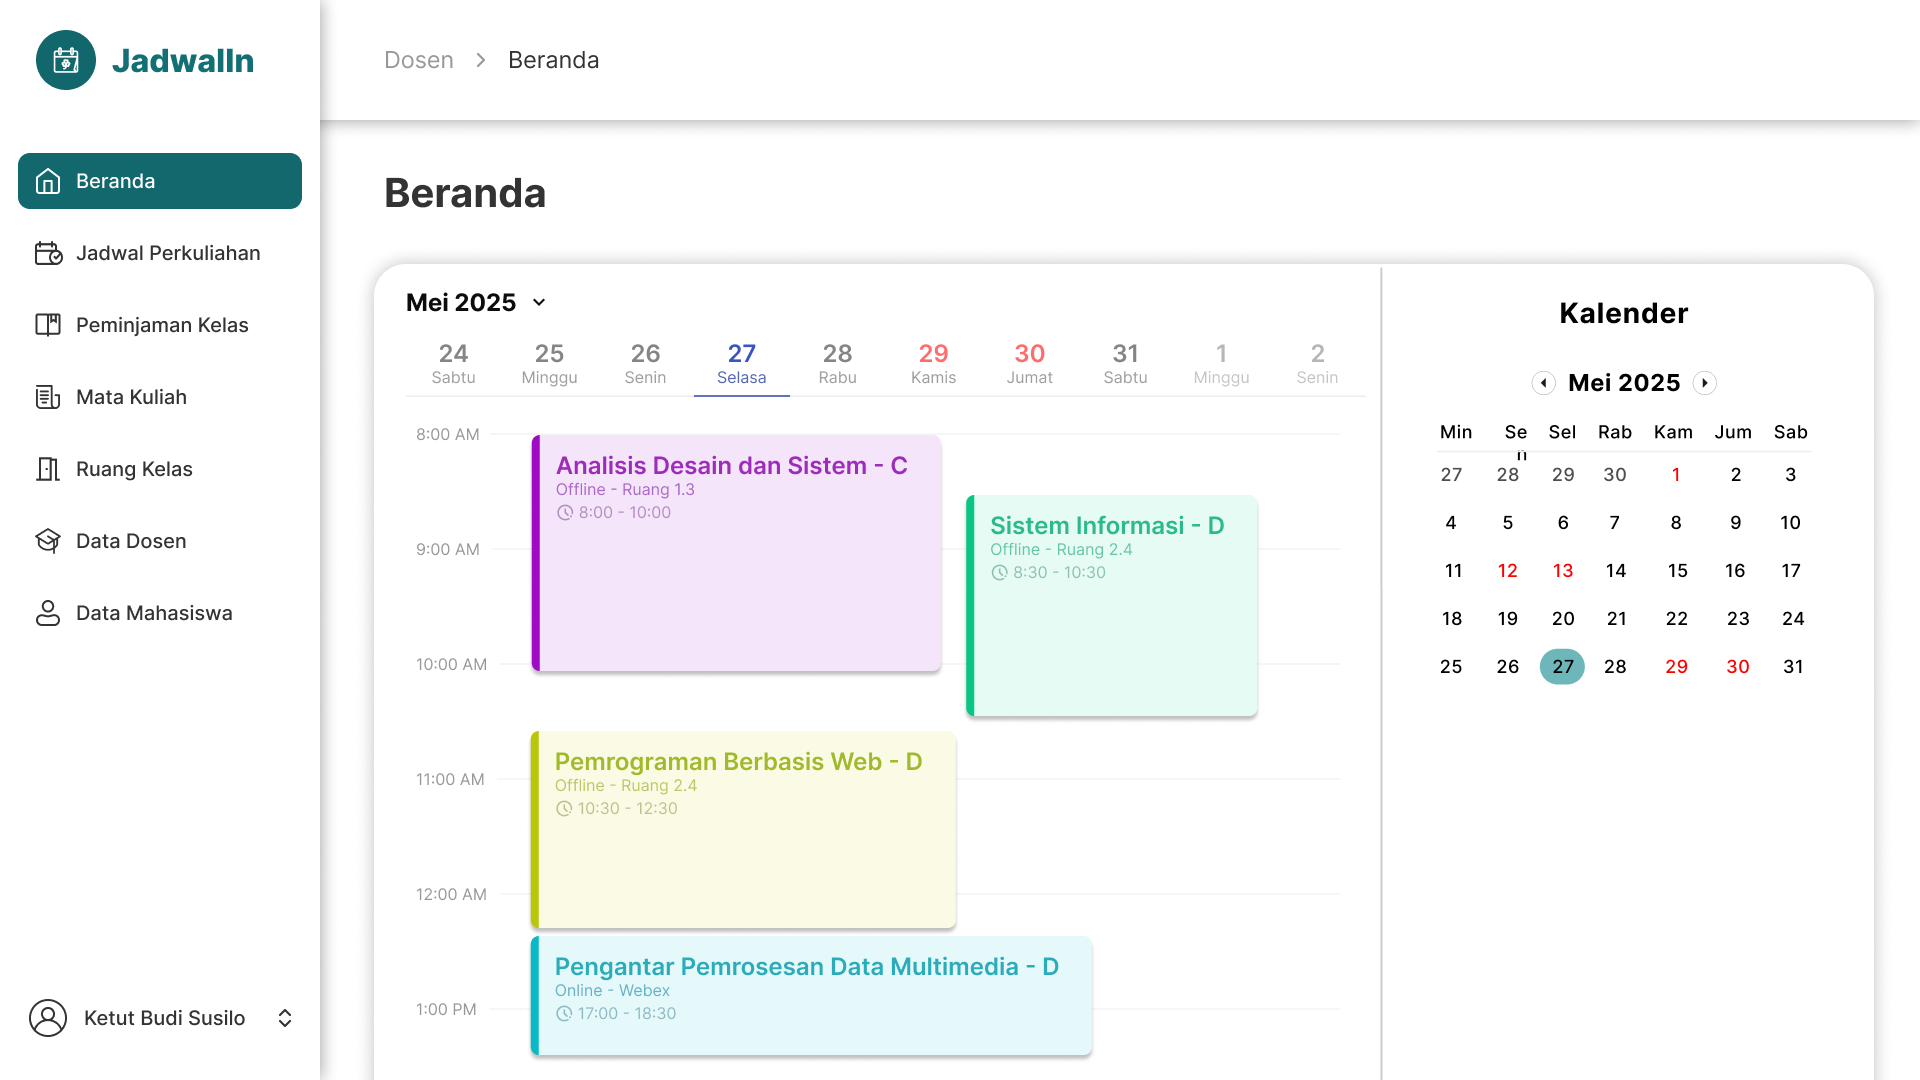 JadwalIn
Beranda
Jadwal Perkuliahan
Peminjaman Kelas
Mata Kuliah
Ruang Kelas
Data Dosen
Data Mahasiswa
Ketut Budi Susilo
Dosen > Beranda
Beranda
Mei 2025
24 25 26 27 28 29 30 31 1 2
Sabtu Minggu Senin Selasa Rabu Kamis Jumat Sabtu Minggu Senin
8:00 AM
9:00 AM
10:00 AM
11:00 AM
12:00 AM
1:00 PM
Analisis Desain dan Sistem - C
Offline - Ruang 1.3
8:00 - 10:00
Sistem Informasi - D
Offline - Ruang 2.4
8:30 - 10:30
Pemrograman Berbasis Web - D
Offline - Ruang 2.4
10:30 - 12:30
Pengantar Pemrosesan Data Multimedia - D
Online - Webex
17:00 - 18:30
Kalender
Mei 2025
Min Sen Sel Rab Kam Jum Sab
27 28 29 30 1 2 3
4 5 6 7 8 9 10
11 12 13 14 15 16 17
18 19 20 21 22 23 24
25 26 27 28 29 30 31